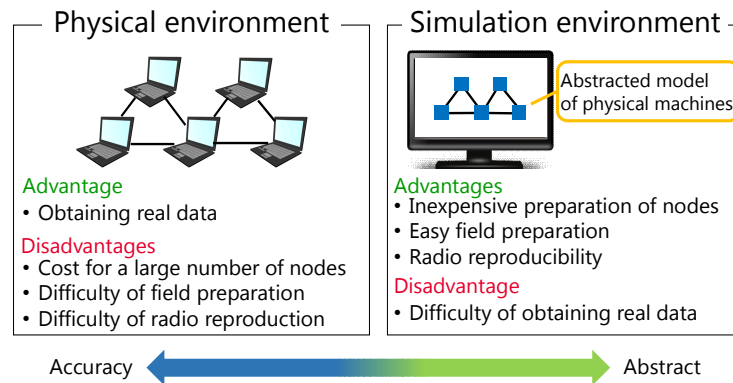 Physical environment
Advantage
• Obtaining real data
Disadvantages
• Cost for a large number of nodes
• Difficulty of field preparation
• Difficulty of radio reproduction
Simulation environment
Abstracted model
of physical machines
Advantages
• Inexpensive preparation of nodes
• Easy field preparation
• Radio reproducibility
Disadvantage
• Difficulty of obtaining real data
Accuracy
Abstract